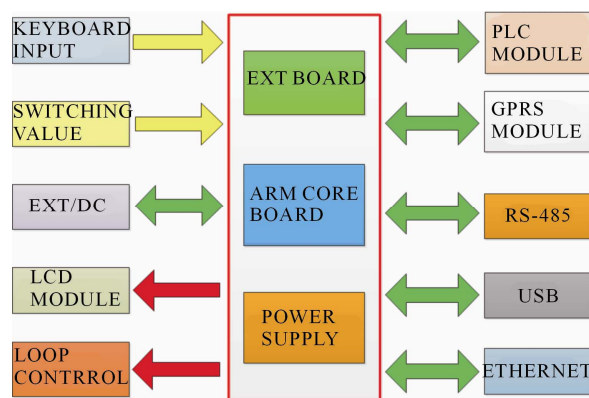 KEYBOARD
INPUT
SWITCHING
VALUE
EXT/DC
LCD
MODULE
LOOP
CONTRROL
EXT BOARD
ARM CORE
BOARD
POWER
SUPPLY
PLC
MODULE
GPRS
MODULE
RS-485
USB
ETHERNET